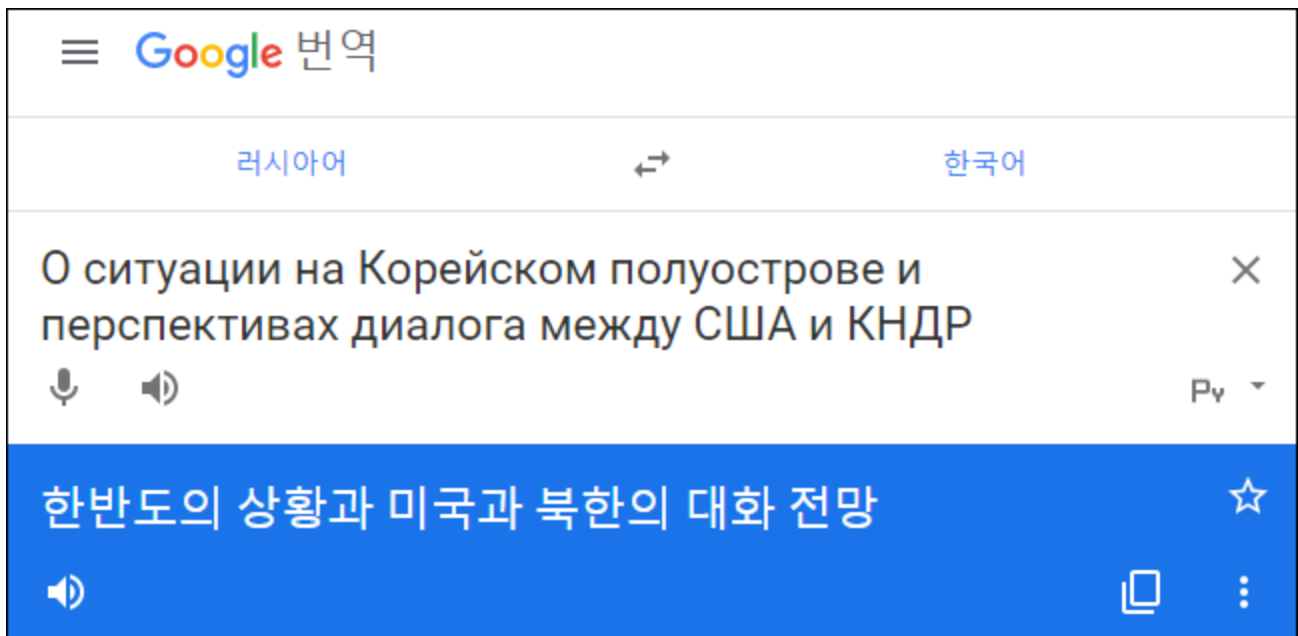 Google 번역
러시아어 한국어
О ситуации на Корейском полуострове и
перспективах диалога между США и КНДР
Ру
한반도의 상황과 미국과 북한의 대화 전망